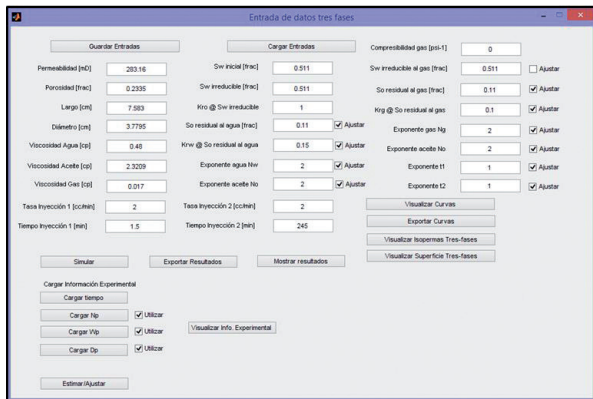 Entrada de datos tres fases
Guardar Entradas
Cargar Entradas
Compresibilidad gas [psi-1] 0
Permeabilidad [mD] 283.16
Sw inicial [frac] 0.511
Sw irreducible al gas [frac] 0.511 Ajustar
Porosidad [frac] 0.2335
Sw irreducible [frac] 0.511
So residual al gas [frac] 0.11 Ajustar
Largo [cm] 7.583
Kro @ Sw irreducible 1
Krg @ So residual al gas 0.1 Ajustar
Diámetro [cm] 3.7795
So residual al agua [frac] 0.11 Ajustar
Exponente gas Ng 2 Ajustar
Viscosidad Agua [cp] 0.48
Krw @ So residual al agua 0.15 Ajustar
Exponente aceite No 2 Ajustar
Viscosidad Aceite [cp] 2.3209
Exponente agua Nw 2 Ajustar
Exponente t1 1 Ajustar
Viscosidad Gas [cp] 0.017
Exponente aceite No 2 Ajustar
Exponente t2 1 Ajustar
Tasa Inyección 1 [cc/min] 2
Tasa Inyección 2 [cc/min] 2
Visualizar Curvas
Tiempo Inyección 1 [min] 1.5
Tiempo Inyección 2 [min] 245
Exportar Curvas
Visualizar Isopermas Tres-fases
Simular
Exportar Resultados
Mostrar resultados
Visualizar Superficie Tres-fases
Cargar Información Experimental
Cargar tiempo
Cargar Np Utilizar
Cargar Wp Utilizar
Visualizar Info. Experimental
Cargar Dp Utilizar
Estimar/Ajustar